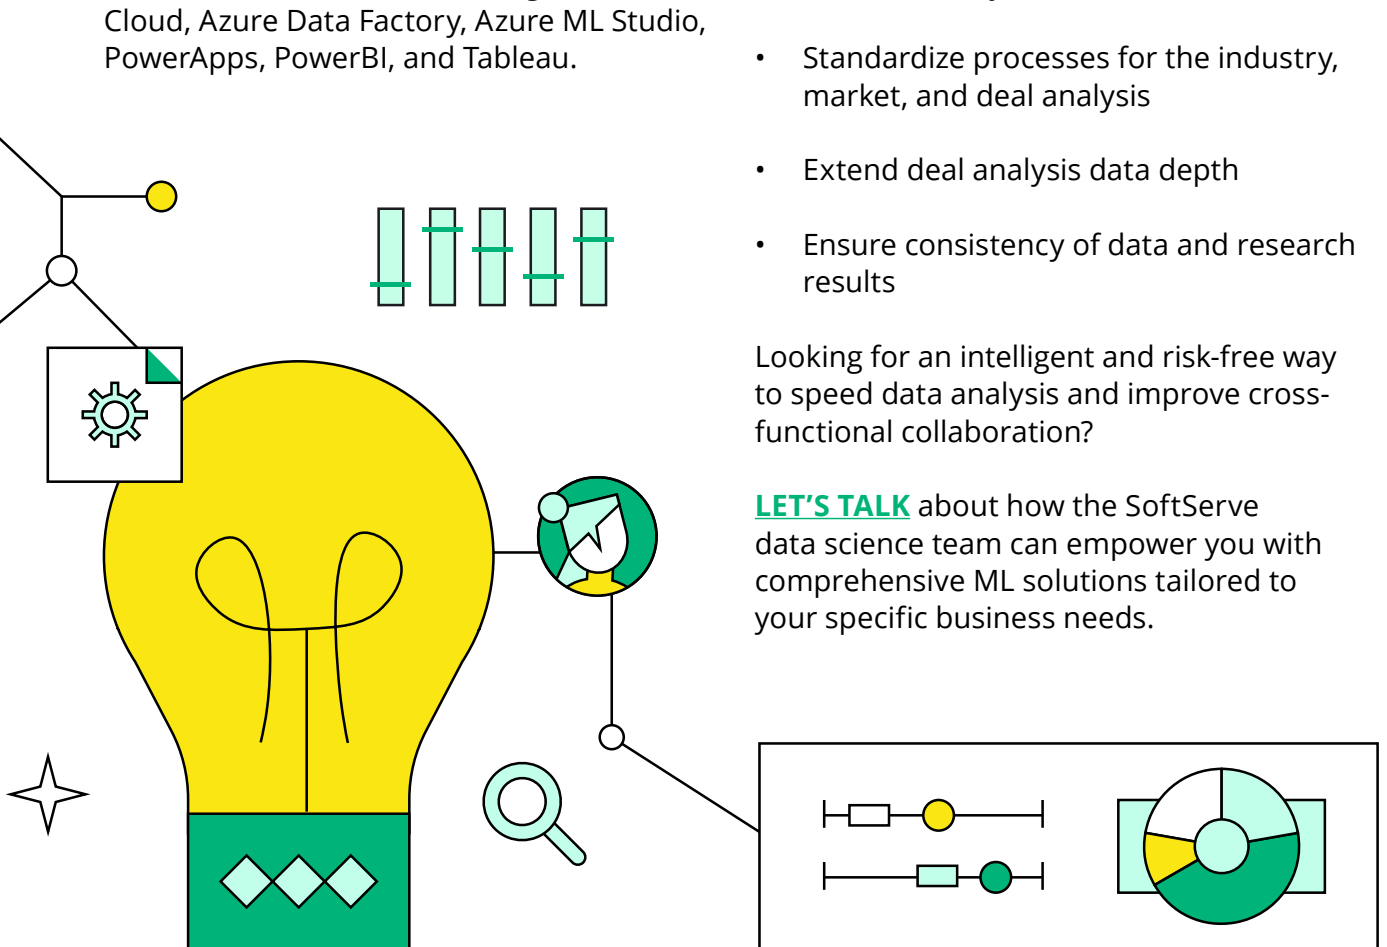 Cloud, Azure Data Factory, Azure ML Studio,
PowerApps, PowerBI, and Tableau.
• Standardize processes for the industry,
market, and deal analysis
• Extend deal analysis data depth
• Ensure consistency of data and research
results
Looking for an intelligent and risk-free way
to speed data analysis and improve cross-
functional collaboration?
LET’S TALK about how the SoftServe
data science team can empower you with
comprehensive ML solutions tailored to
your specific business needs.